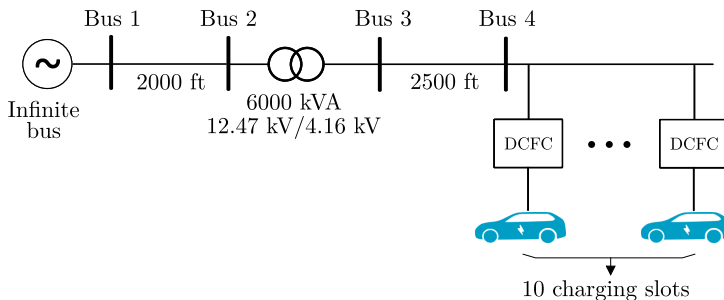 Bus 1
Bus 2
Bus 3
Bus 4
~
2000 ft
2500 ft
Infinite
bus
6000 kVA
12.47 kV/4.16 kV
DCFC
DCFC
10 charging slots